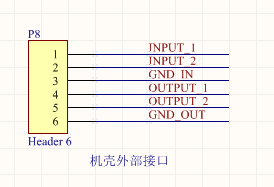 P8
1 INPUT_1
2 INPUT_2
3 GND_IN
4 OUTPUT_1
5 OUTPUT_2
6 GND_OUT
Header 6
机壳外部接口